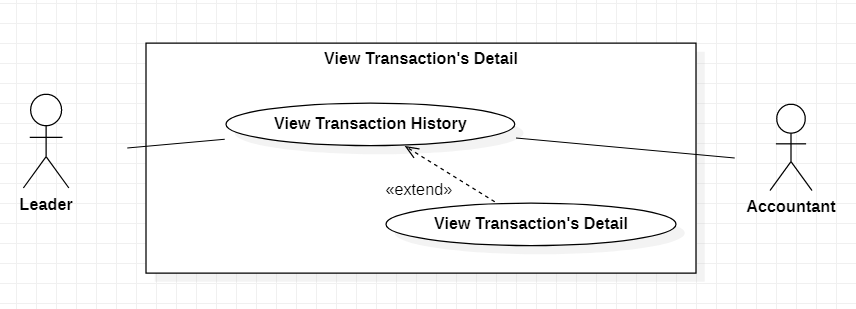 View Transaction's Detail
View Transaction History
«extend»
Leader
Accountant
View Transaction's Detail